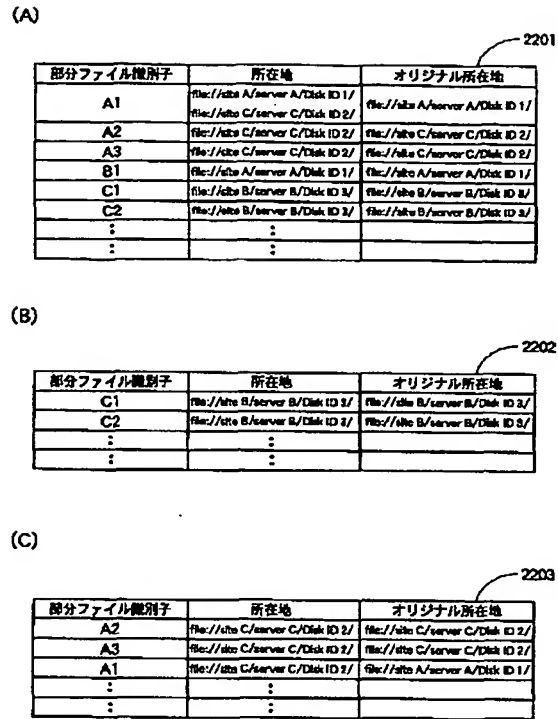 (A)
2201
部分ファイル識別子 所在地 オリジナル所在地
A1 file://site A/server A/Disk ID 1/ file://site A/server A/Disk ID 1/
file://site C/server C/Disk ID 2/
A2 file://site C/server C/Disk ID 2/ file://site C/server C/Disk ID 2/
A3 file://site C/server C/Disk ID 2/ file://site C/server C/Disk ID 2/
B1 file://site A/server A/Disk ID 1/ file://site A/server A/Disk ID 1/
C1 file://site B/server B/Disk ID 3/ file://site B/server B/Disk ID 3/
C2 file://site B/server B/Disk ID 3/ file://site B/server B/Disk ID 3/
: :
: :
(B)
2202
部分ファイル識別子 所在地 オリジナル所在地
C1 file://site B/server B/Disk ID 3/ file://site B/server B/Disk ID 3/
C2 file://site B/server B/Disk ID 3/ file://site B/server B/Disk ID 3/
: :
: :
(C)
2203
部分ファイル識別子 所在地 オリジナル所在地
A2 file://site C/server C/Disk ID 2/ file://site C/server C/Disk ID 2/
A3 file://site C/server C/Disk ID 2/ file://site C/server C/Disk ID 2/
A1 file://site C/server C/Disk ID 2/ file://site A/server A/Disk ID 1/
: :
: :